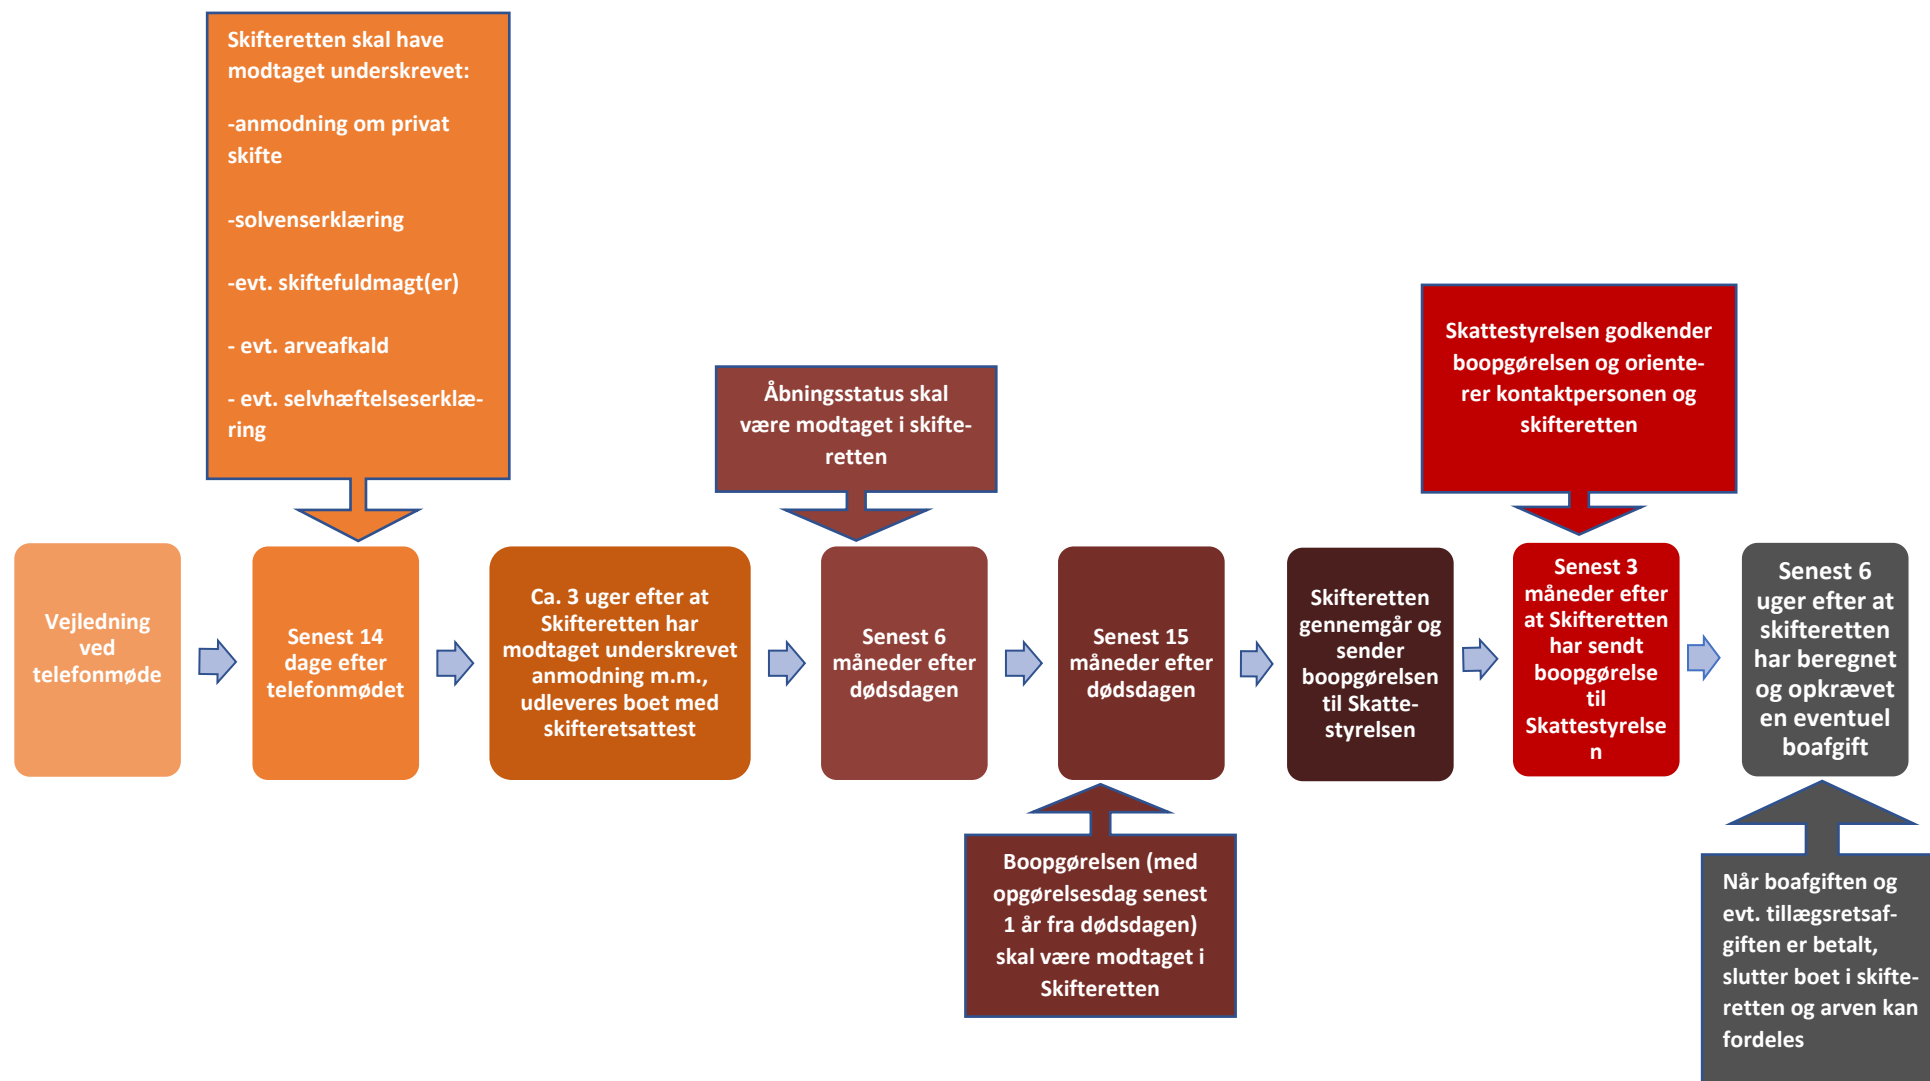 Skifteretten skal have
modtaget underskrevet:
-anmodning om privat
skifte
-solvenserklæring
-evt. skiftefuldmagt(er)
- evt. arveafkald
- evt. selvhæftelseserklæ-
ring
Åbningsstatus skal
være modtaget i skifte-
retten
Skattestyrelsen godkender
boopgørelsen og oriente-
rer kontaktpersonen og
skifteretten
Vejledning
ved
telefonmøde
Senest 14
dage efter
telefonmødet
Ca. 3 uger efter at
Skifteretten har
modtaget underskrevet
anmodning m.m.,
udleveres boet med
skifteretsattest
Senest 6
måneder efter
dødsdagen
Senest 15
måneder efter
dødsdagen
Skifteretten
gennemgår og
sender
boopgørelsen
til Skatte-
styrelsen
Senest 3
måneder efter
at Skifteretten
har sendt
boopgørelse
til
Skattestyrelse
n
Senest 6
uger efter at
skifteretten
har beregnet
og opkrævet
en eventuel
boafgift
Boopgørelsen (med
opgørelsesdag senest
1 år fra dødsdagen)
skal være modtaget i
Skifteretten
Når boafgiften og
evt. tillægsretsaf-
giften er betalt,
slutter boet i skifte-
retten og arven kan
fordeles